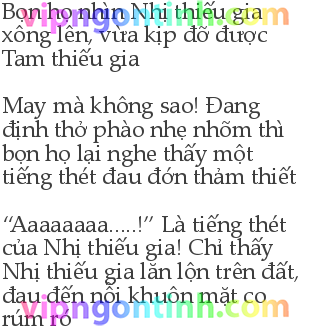 Bọn họ nhìn Nhị thiếu gia
vipngontinh.com
xông lên, vừa kịp đỡ được
Tam thiếu gia
May mà không sao! Đang
định thở phào nhẹ nhõm thì
bọn họ lại nghe thấy một
tiếng thét đau đớn thảm thiết
“Aaaaaaaa.....!” Là tiếng thét
của Nhị thiếu gia! Chỉ thấy
Nhị thiếu gia lăn lộn trên đất,
đau đến nỗi khuôn mặt co
vipngontinh.com
rúm ró